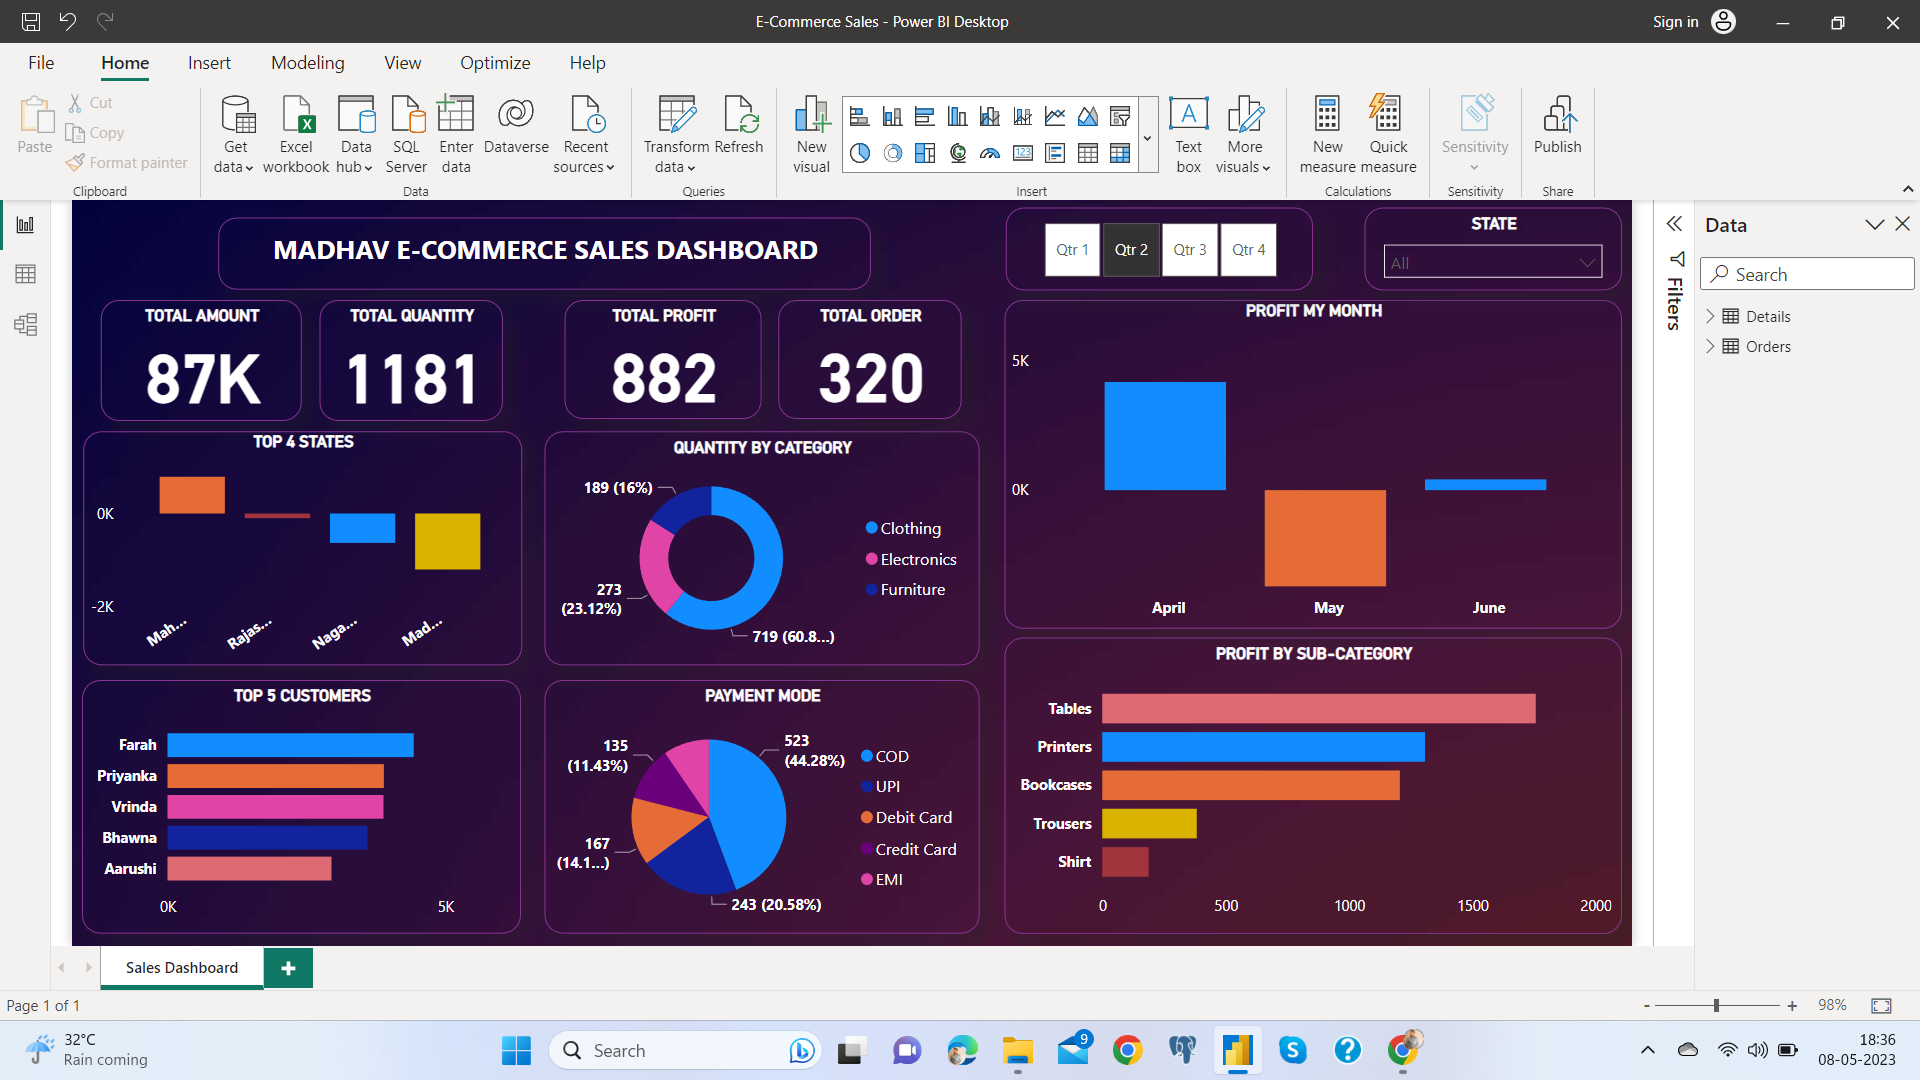 E-Commerce Sales - Power BI Desktop
Sign in
File
Home
Insert
Modeling
View
Optimize
Help
Paste
Cut
Copy
Format painter
Clipboard
Get data
Excel workbook
Data hub
SQL Server
Enter data
Dataverse
Recent sources
Data
Transform data
Refresh
Queries
New visual
123
Insert
A
Text box
More visuals
New measure
Quick measure
Calculations
Sensitivity
Sensitivity
Publish
Share
MADHAV E-COMMERCE SALES DASHBOARD
Qtr 1
Qtr 2
Qtr 3
Qtr 4
STATE
All
TOTAL AMOUNT
87K
TOTAL QUANTITY
1181
TOTAL PROFIT
882
TOTAL ORDER
320
PROFIT MY MONTH
5K
0K
April
May
June
TOP 4 STATES
0K
-2K
Mah...
Rajas...
Naga...
Mad...
QUANTITY BY CATEGORY
189 (16%)
273
(23.12%)
719 (60.8...)
Clothing
Electronics
Furniture
TOP 5 CUSTOMERS
Farah
Priyanka
Vrinda
Bhawna
Aarushi
0K
5K
PAYMENT MODE
135
(11.43%)
523
(44.28%)
167
(14.1...)
243 (20.58%)
COD
UPI
Debit Card
Credit Card
EMI
PROFIT BY SUB-CATEGORY
Tables
Printers
Bookcases
Trousers
Shirt
0
500
1000
1500
2000
Filters
Data
Search
Details
Orders
Sales Dashboard
Page 1 of 1
98%
32°C
Rain coming
Search
9
18:36
08-05-2023